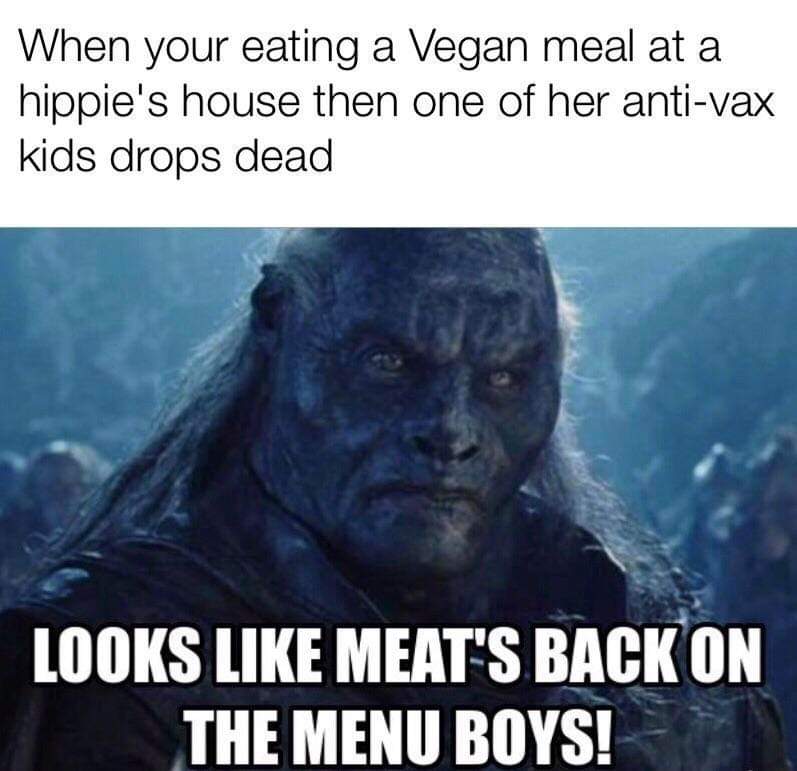 When your eating a Vegan meal at a
hippie's house then one of her anti-vax
kids drops dead
LOOKS LIKE MEAT'S BACK ON
THE MENU BOYS!